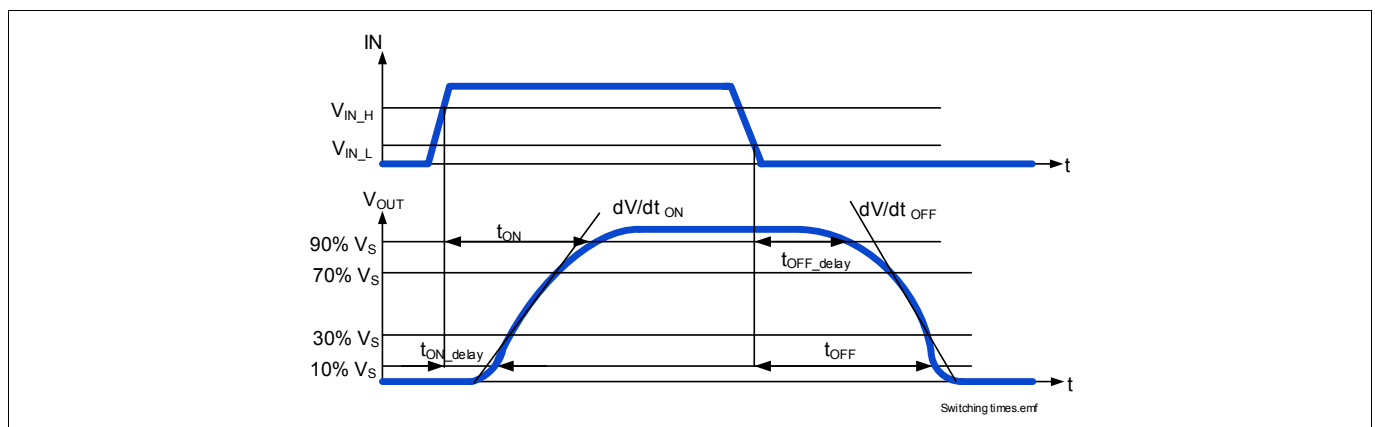 IN
V_IN_H
V_IN_L
t
V_OUT
dV/dt ON
dV/dt OFF
90% V_S
t_ON
t_OFF_delay
70% V_S
30% V_S
t_ON_delay
t_OFF
10% V_S
t
Switching times.emf